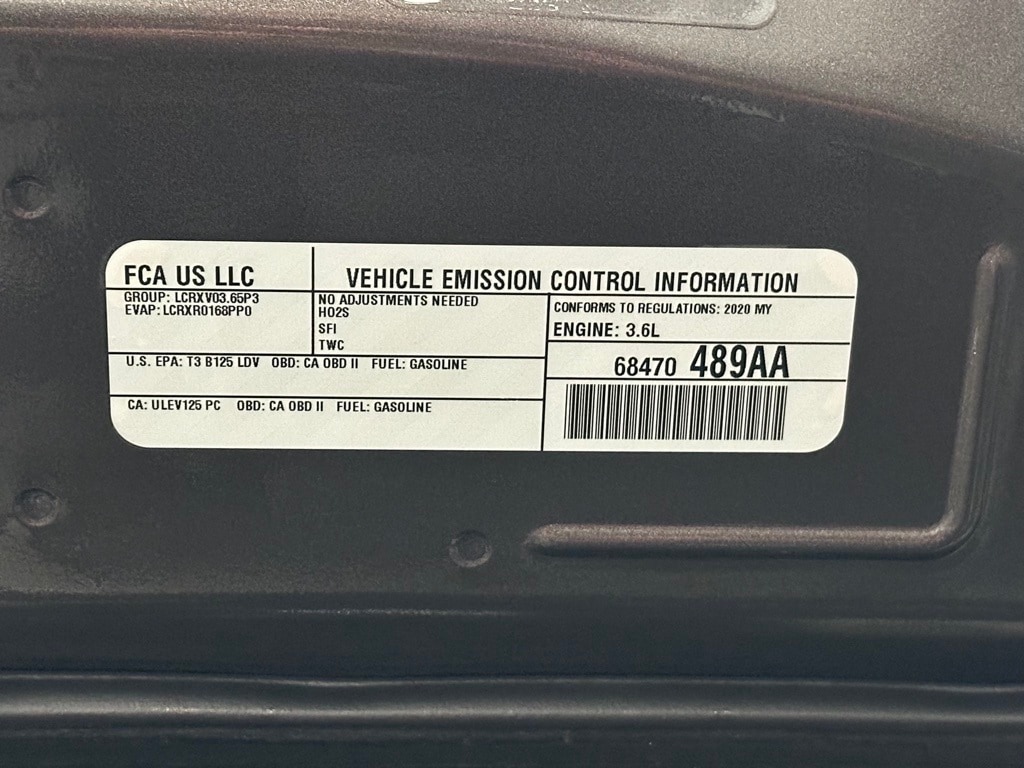 FCA US LLC
VEHICLE EMISSION CONTROL INFORMATION
GROUP: LCRXV03.65P3
EVAP: LCRXR0168PP0
NO ADJUSTMENTS NEEDED
HO2S
SFI
TWC
CONFORMS TO REGULATIONS: 2020 MY
ENGINE: 3.6L
68470 489AA
U.S. EPA: T3 B125 LDV OBD: CA OBD II FUEL: GASOLINE
CA: ULEV125 PC OBD: CA OBD II FUEL: GASOLINE